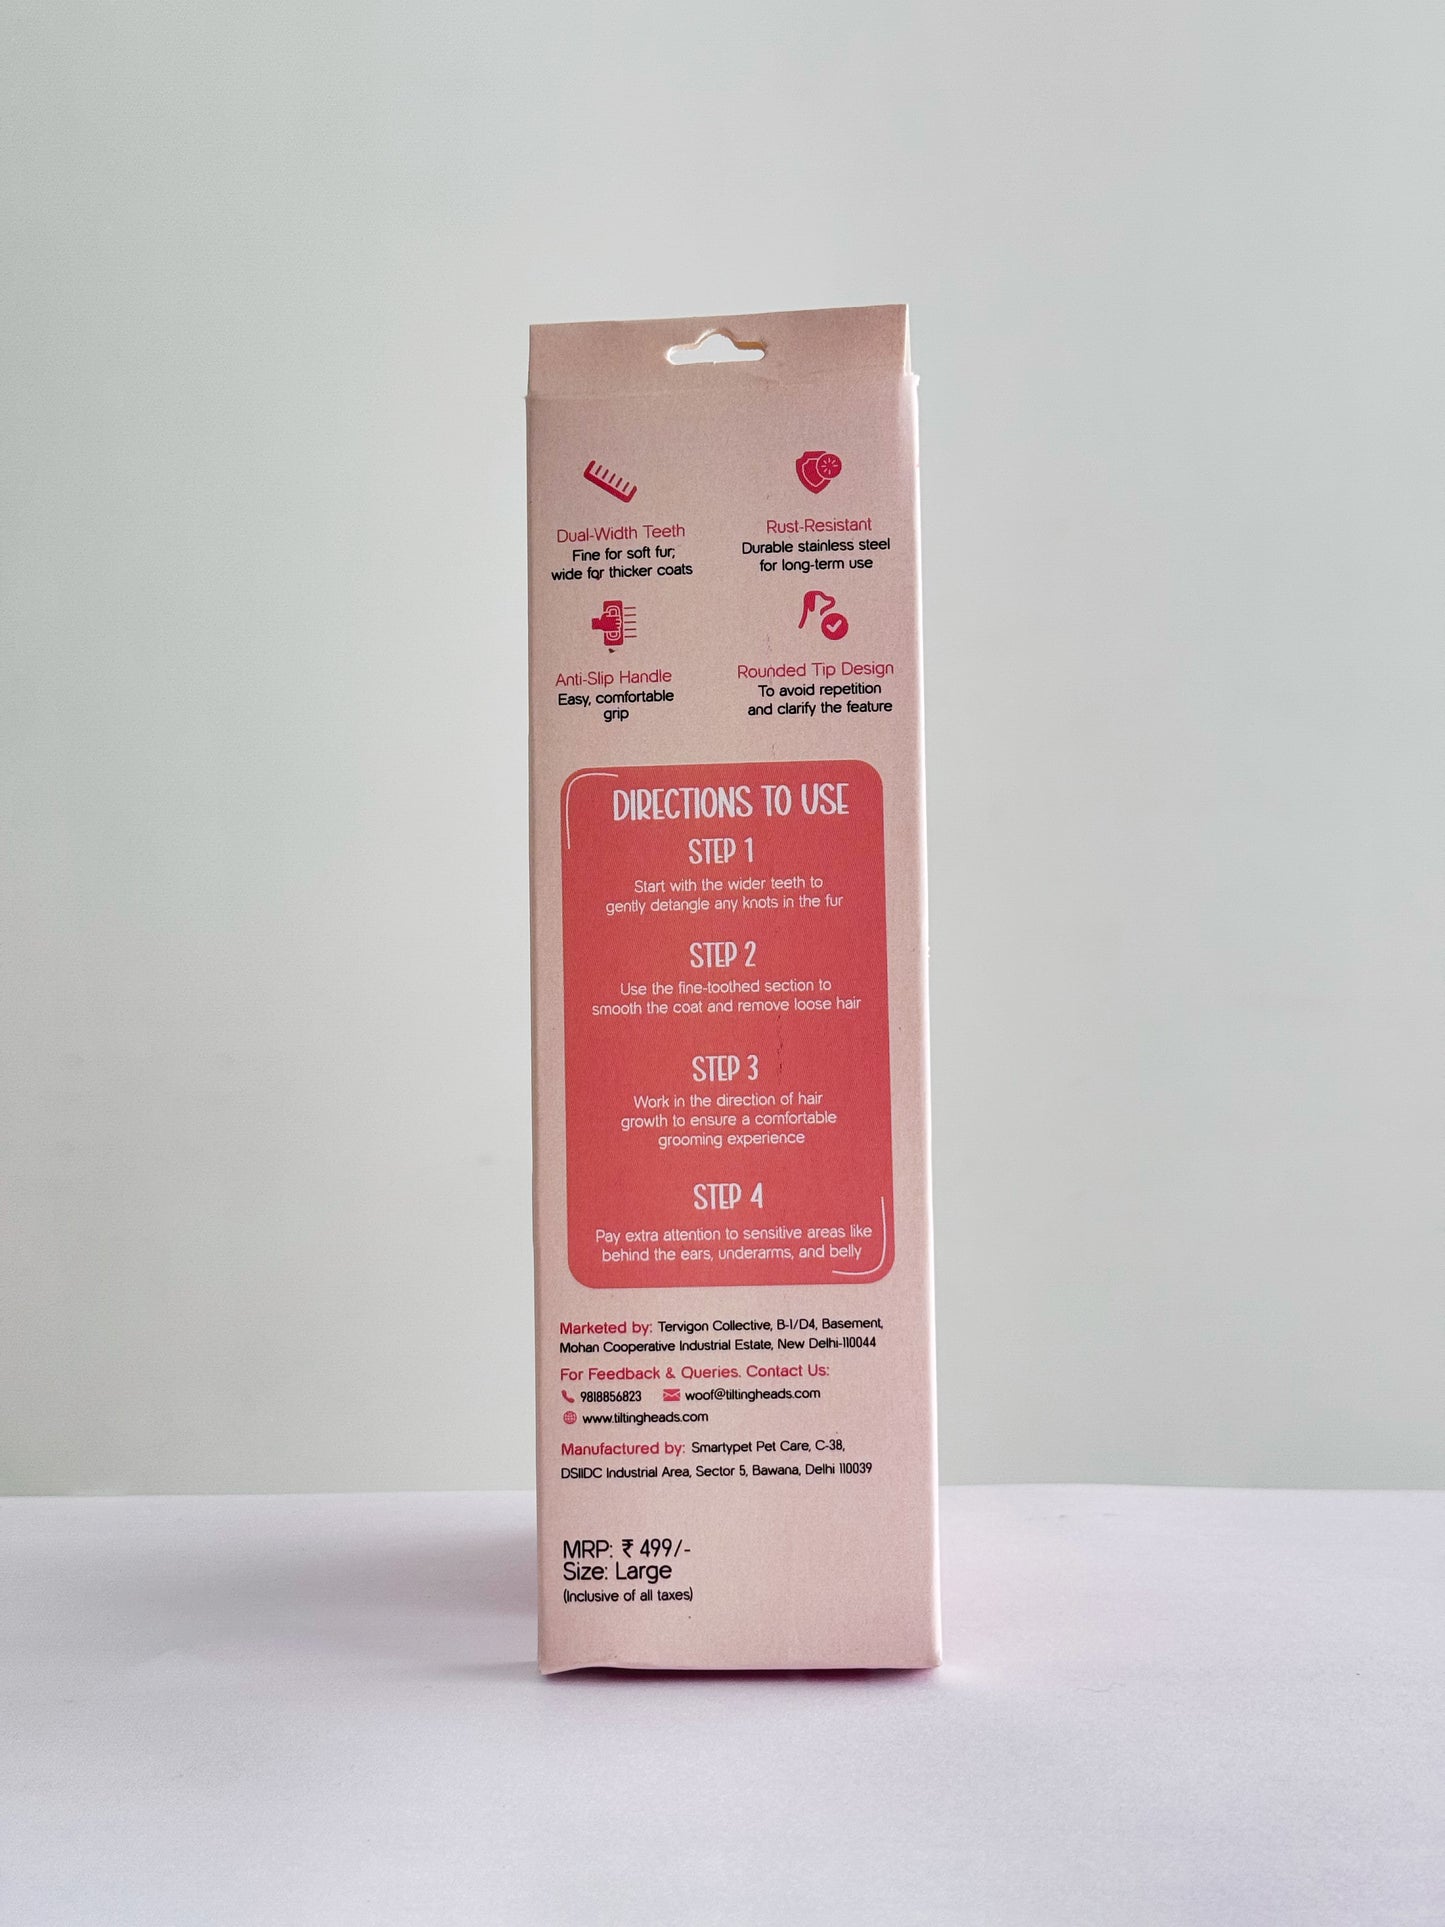 Dual-Width Teeth
Fine for soft fur;
wide for thicker coats
Rust-Resistant
Durable stainless steel
for long-term use
Anti-Slip Handle
Easy, comfortable
grip
Rounded Tip Design
To avoid repetition
and clarify the feature
DIRECTIONS TO USE
STEP 1
Start with the wider teeth to
gently detangle any knots in the fur
STEP 2
Use the fine-toothed section to
smooth the coat and remove loose hair
STEP 3
Work in the direction of hair
growth to ensure a comfortable
grooming experience
STEP 4
Pay extra attention to sensitive areas like
behind the ears, underarms, and belly
Marketed by: Tervigon Collective, B-1/D4, Basement,
Mohan Cooperative Industrial Estate, New Delhi-110044
For Feedback & Queries. Contact Us:
9818856823 woof@tiltingheads.com
www.tiltingheads.com
Manufactured by: Smartypet Pet Care, C-38,
DSIIDC Industrial Area, Sector 5, Bawana, Delhi 110039
MRP: ₹ 499/-
Size: Large
(Inclusive of all taxes)